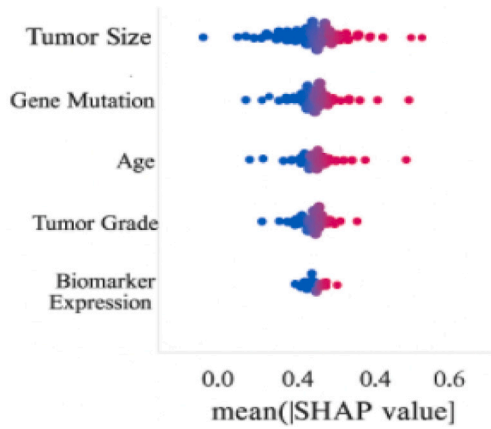 Tumor Size
Gene Mutation
Age
Tumor Grade
Biomarker
Expression
0.0 0.4 0.4 0.6
mean(|SHAP value]